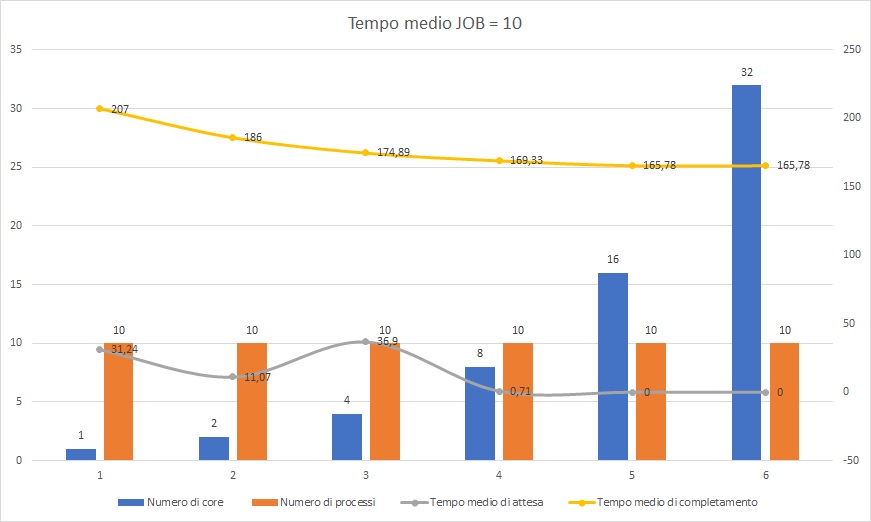 Tempo medio JOB = 10
35 250
30 200
25 150
20 100
15 50
10 0
5 -50
0
207 186 174,89 169,33 165,78 165,78
31,24 11,07 36,9 0,71 0 0
1 2 4 8 16 32
10 10 10 10 10 10
1 2 3 4 5 6
Numero di core Numero di processi Tempo medio di attesa Tempo medio di completamento